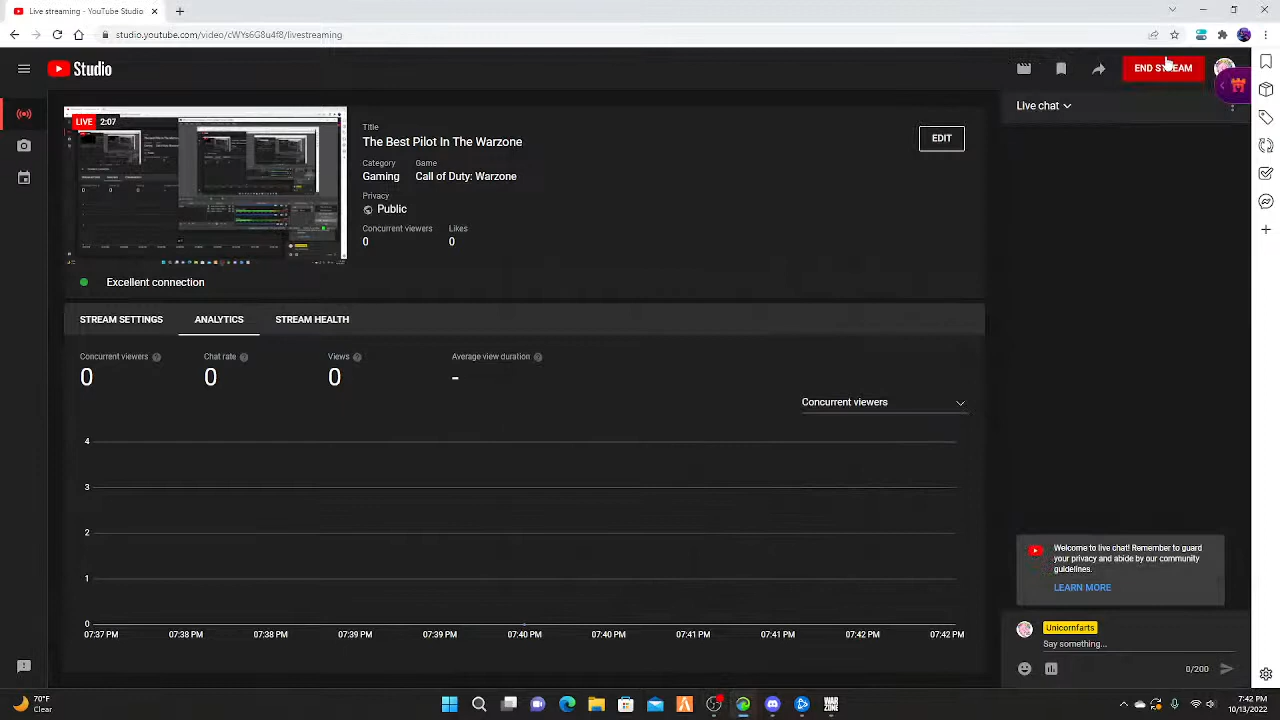 Live streaming - YouTube Studio
studio.youtube.com/video/cWYs6G8u4f8/livestreaming
Studio
END STREAM
LIVE 2:07
Title
The Best Pilot In The Warzone
EDIT
Category Game
Gaming Call of Duty: Warzone
Privacy
Public
Concurrent viewers Likes
0 0
Excellent connection
STREAM SETTINGS ANALYTICS STREAM HEALTH
Concurrent viewers Chat rate Views Average view duration
0 0 0 -
Concurrent viewers
4
3
2
1
0
07:37 PM 07:38 PM 07:38 PM 07:39 PM 07:39 PM 07:40 PM 07:40 PM 07:41 PM 07:41 PM 07:42 PM 07:42 PM
Live chat
Welcome to live chat! Remember to guard
your privacy and abide by our community
guidelines.
LEARN MORE
Unicornfarts
Say something...
0/200
70°F
Clear
WAR
ZONE
7:42 PM
10/13/2022